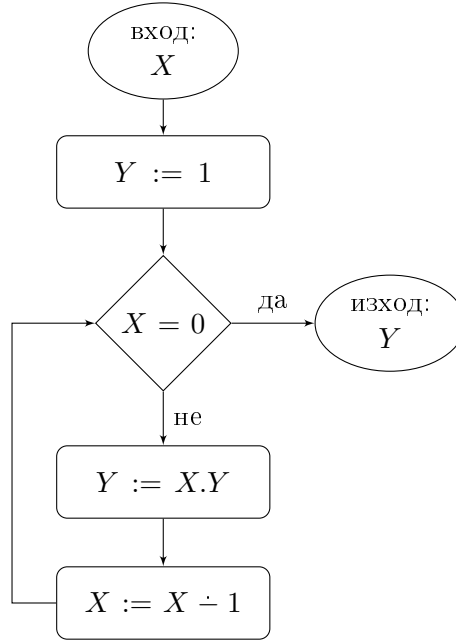 вход:
X
Y := 1
X = 0
да
изход:
Y
не
Y := X.Y
X := X ∸ 1